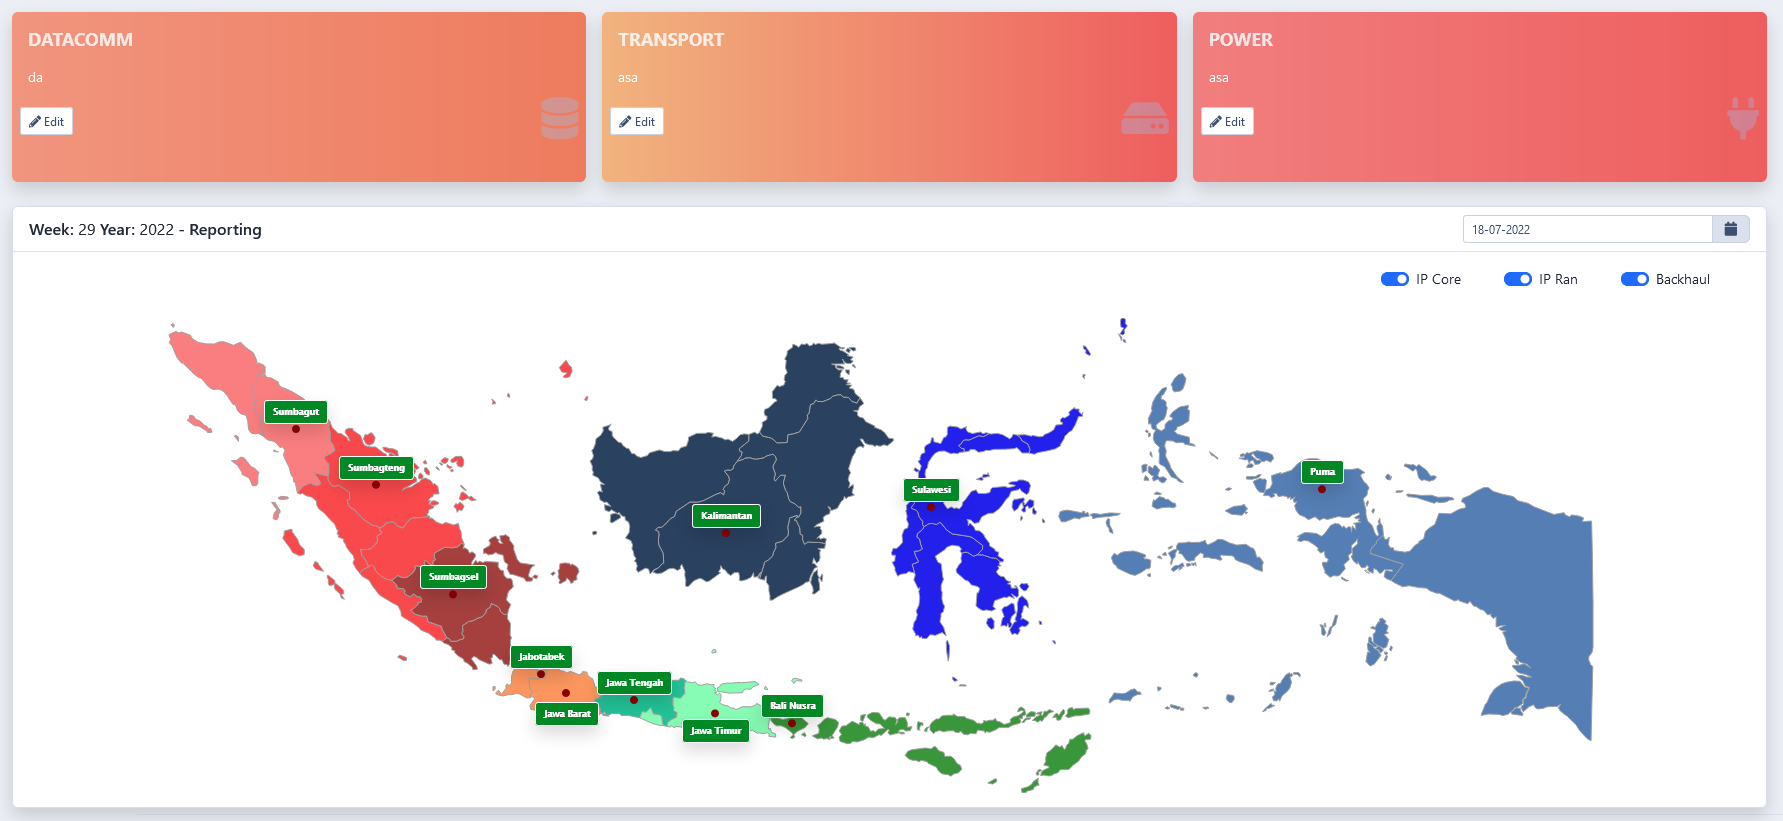 DATACOMM
da
Edit
TRANSPORT
asa
Edit
POWER
asa
Edit
Week: 29 Year: 2022 - Reporting
18-07-2022
IP Core
IP Ran
Backhaul
Sumbagut
Sumbagteng
Puma
Sulawesi
Kalimantan
Sumbagsel
Jabotabek
Jawa Tengah
Jawa Barat
Bali Nusra
Jawa Timur